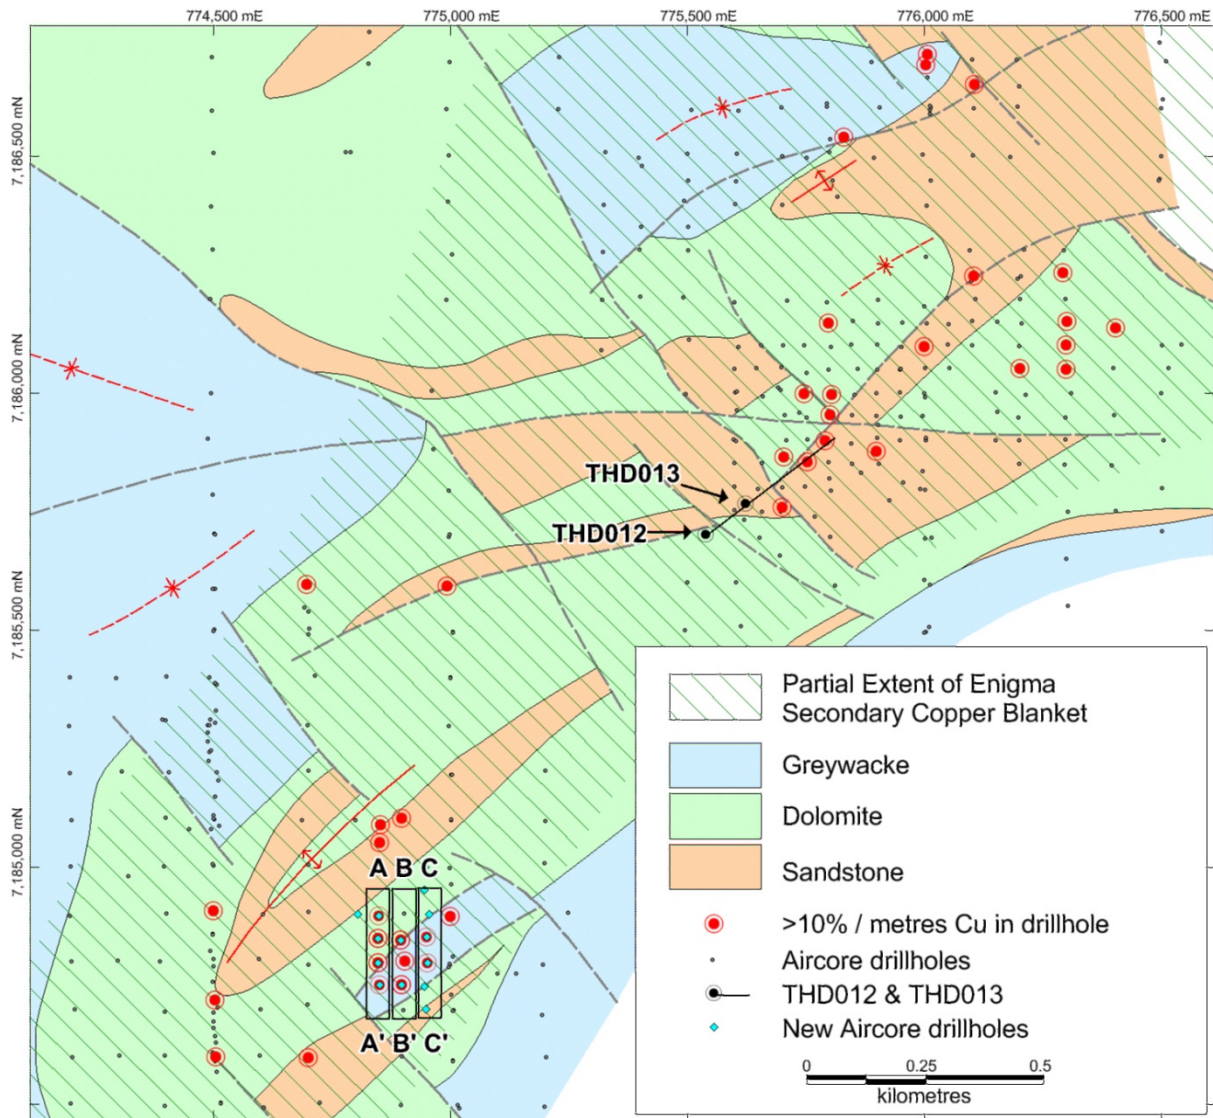 774,500 mE
775,000 mE
775,500 mE
776,000 mE
776,500 mE
7,186,500 mN
7,186,000 mN
7,185,500 mN
7,185,000 mN
THD013
THD012
A B C
A' B' C'
Partial Extent of Enigma
Secondary Copper Blanket
Greywacke
Dolomite
Sandstone
>10% / metres Cu in drillhole
Aircore drillholes
THD012 & THD013
New Aircore drillholes
0 0.25 0.5
kilometres